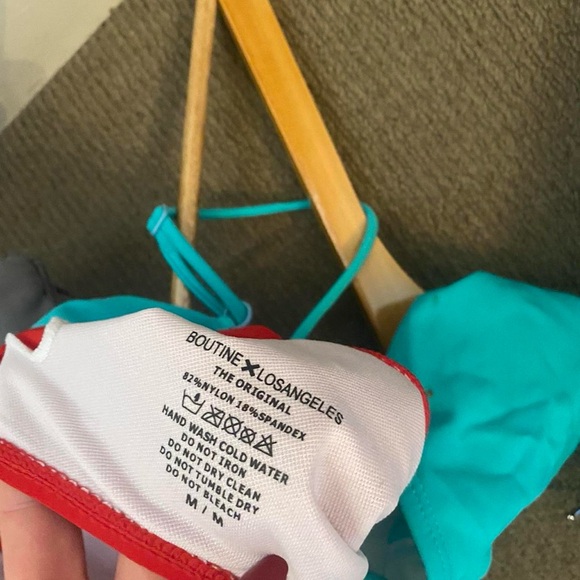 BOUTINE X LOSANGELES
THE ORIGINAL
82%NYLON 18%SPANDEX
HAND WASH COLD WATER
DO NOT IRON
DO NOT DRY CLEAN
DO NOT TUMBLE DRY
DO NOT BLEACH
M / M